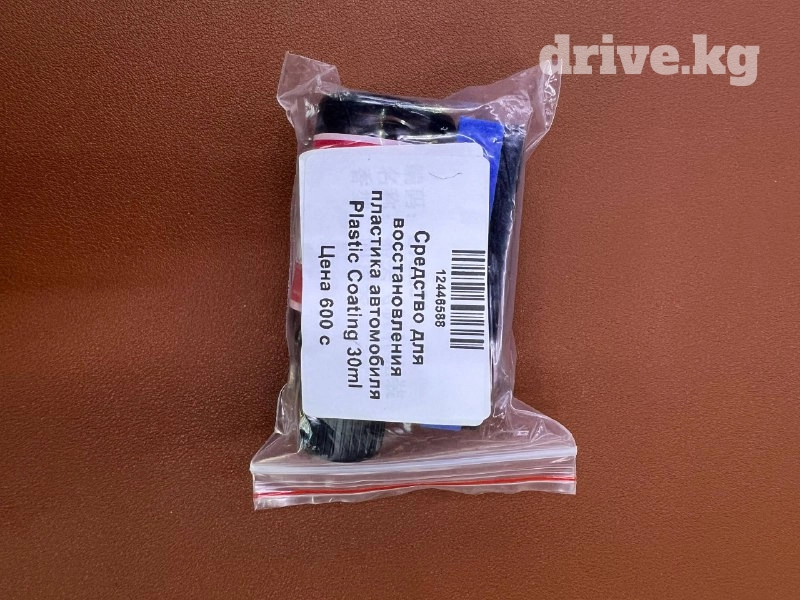 drive.kg
12446588
Средство для
восстановления
пластика автомобиля
Plastic Coating 30ml
Цена 600 с